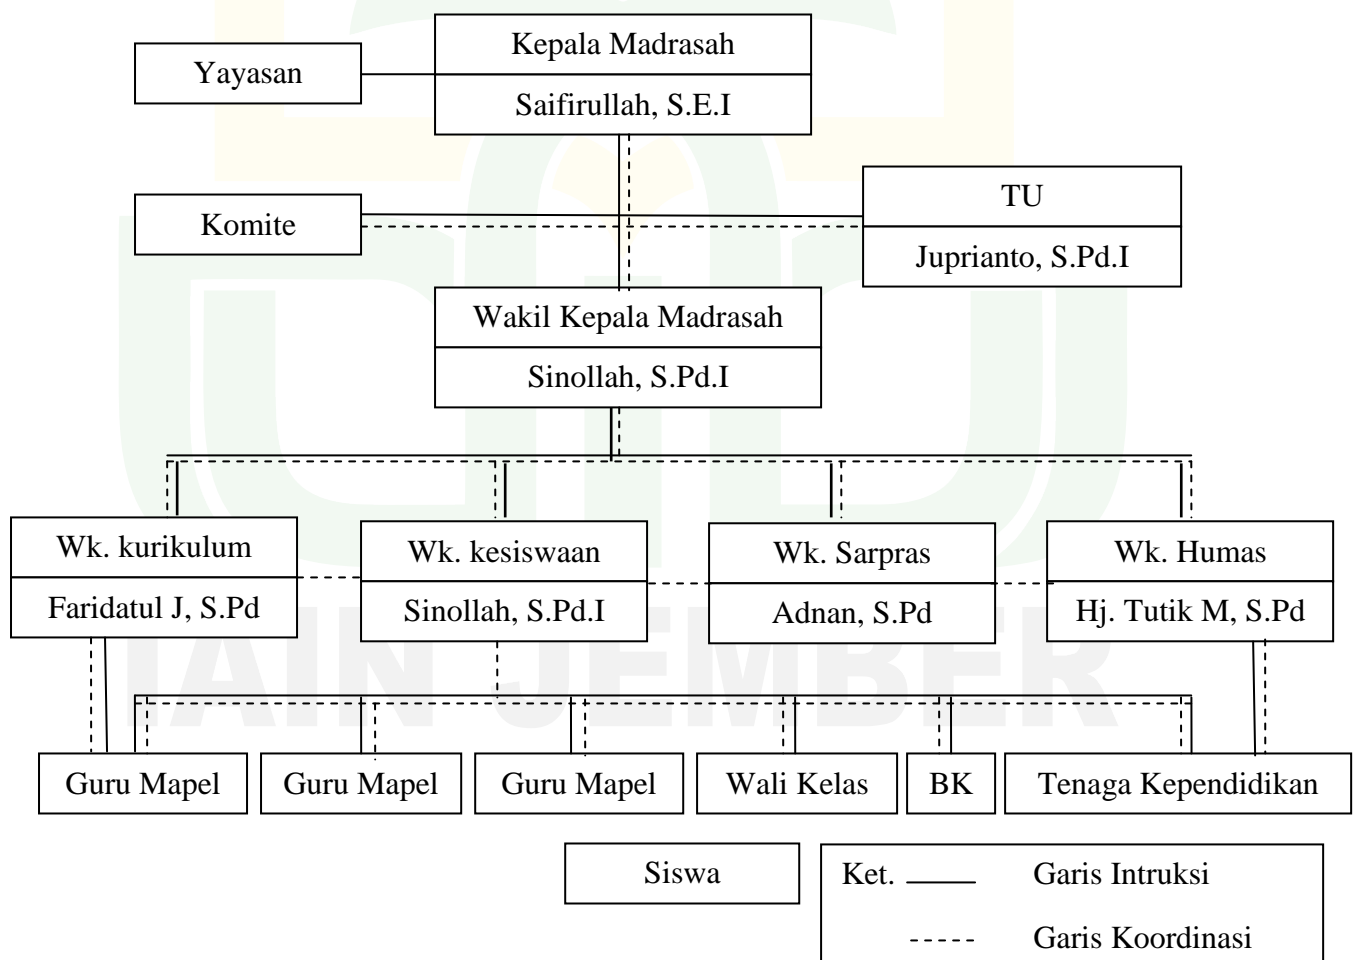 Kepala Madrasah
Yayasan
Saifirullah, S.E.I
TU
Komite
Juprianto, S.Pd.I
Wakil Kepala Madrasah
Sinollah, S.Pd.I
Wk. kurikulum
Wk. kesiswaan
Wk. Sarpras
Wk. Humas
Faridatul J, S.Pd
Sinollah, S.Pd.I
Adnan, S.Pd
Hj. Tutik M, S.Pd
IAIN JEMBER
Guru Mapel
Guru Mapel
Guru Mapel
Wali Kelas
BK
Tenaga Kependidikan
Siswa
Ket. Garis Intruksi
Garis Koordinasi